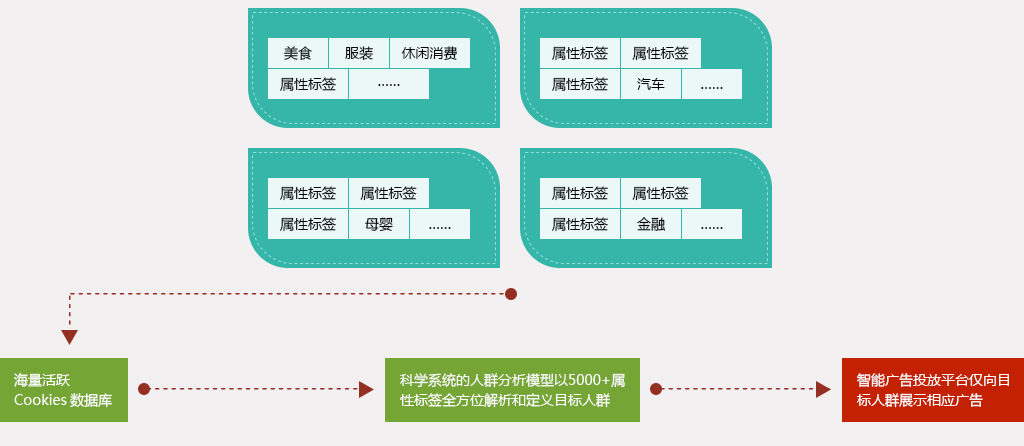 美食 服装 休闲消费
属性标签 ......
属性标签 属性标签
属性标签 汽车 ......
属性标签 属性标签
属性标签 母婴 ......
属性标签 属性标签
属性标签 金融 ......
海量活跃
Cookies 数据库
科学系统的人群分析模型以5000+属
性标签全方位解析和定义目标人群
智能广告投放平台仅向目
标人群展示相应广告